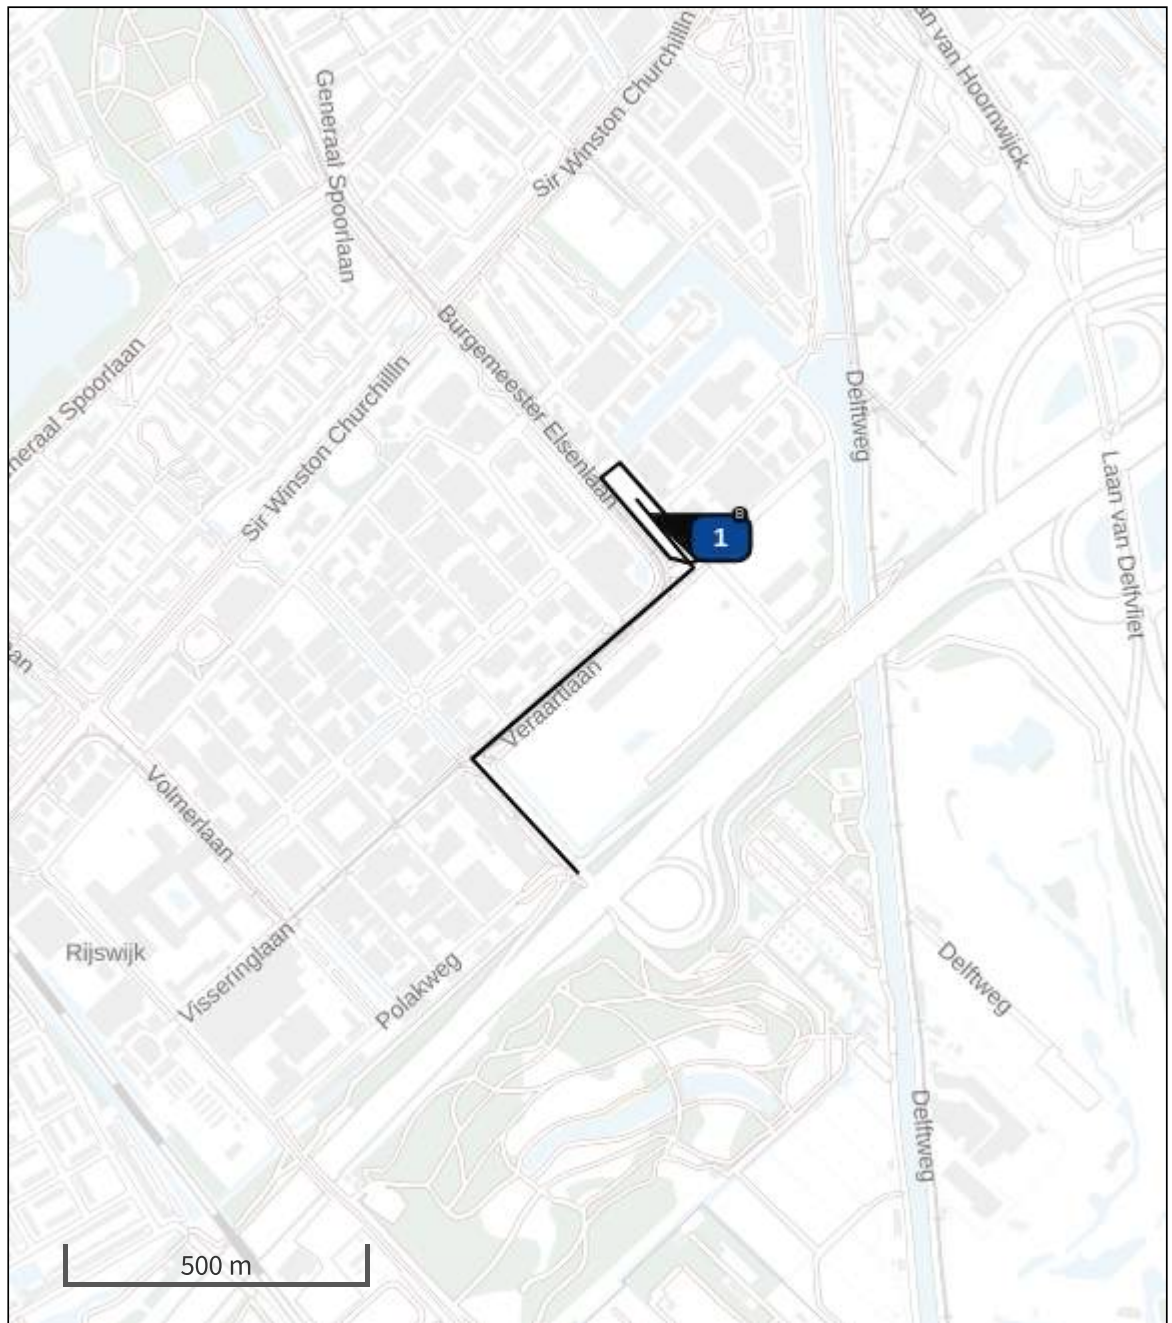 an van Hoornwijck
Sir Winston Churchilln
Generaal Spoorlaan
Burgemeester Elsenlaan
neraal Spoorlaan
Sir Winston Churchilln
Delftweg
Laan van Delfvliet
B
1
aan
Veraartlaan
Volmerlaan
Rijswijk
Visseringlaan
Polakweg
Delftweg
Delftweg
500 m